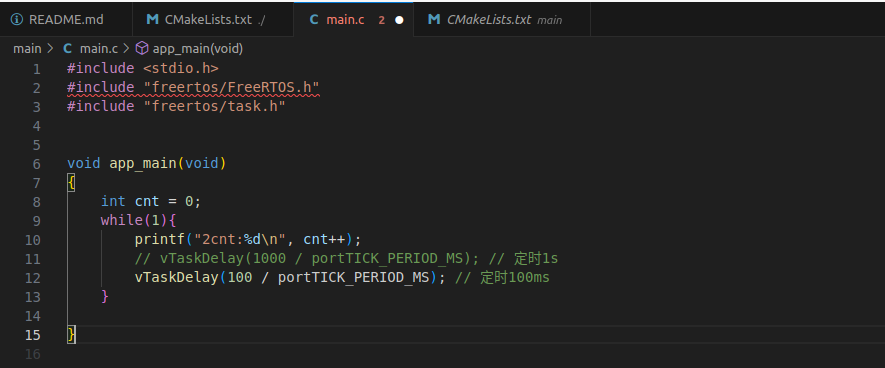 README.md CMakeLists.txt ./ main.c 2 CMakeLists.txt main
main > C main.c > app_main(void)
1 #include <stdio.h>
2 #include "freertos/FreeRTOS.h"
3 #include "freertos/task.h"
4
5
6 void app_main(void)
7 {
8 int cnt = 0;
9 while(1){
10 printf("2cnt:%d\n", cnt++);
11 // vTaskDelay(1000 / portTICK_PERIOD_MS); // 定时1s
12 vTaskDelay(100 / portTICK_PERIOD_MS); // 定时100ms
13 }
14
15 }
16